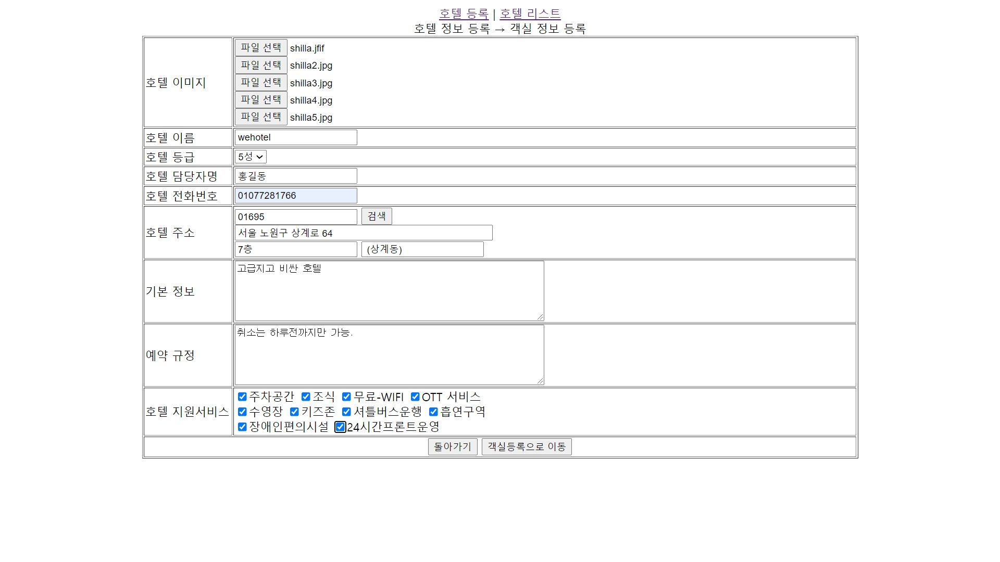 호텔 등록 | 호텔 리스트
호텔 정보 등록 → 객실 정보 등록
호텔 이미지
파일 선택 shilla.jfif
파일 선택 shilla2.jpg
파일 선택 shilla3.jpg
파일 선택 shilla4.jpg
파일 선택 shilla5.jpg
호텔 이름 wehotel
호텔 등급 5성
호텔 담당자명 홍길동
호텔 전화번호 01077281766
호텔 주소
01695 검색
서울 노원구 상계로 64
7층 (상계동)
기본 정보
고급지고 비싼 호텔
예약 규정
취소는 하루전까지만 가능.
호텔 지원서비스
주차공간 조식 무료-WIFI OTT 서비스
수영장 키즈존 셔틀버스운행 흡연구역
장애인편의시설 24시간프론트운영
돌아가기 객실등록으로 이동